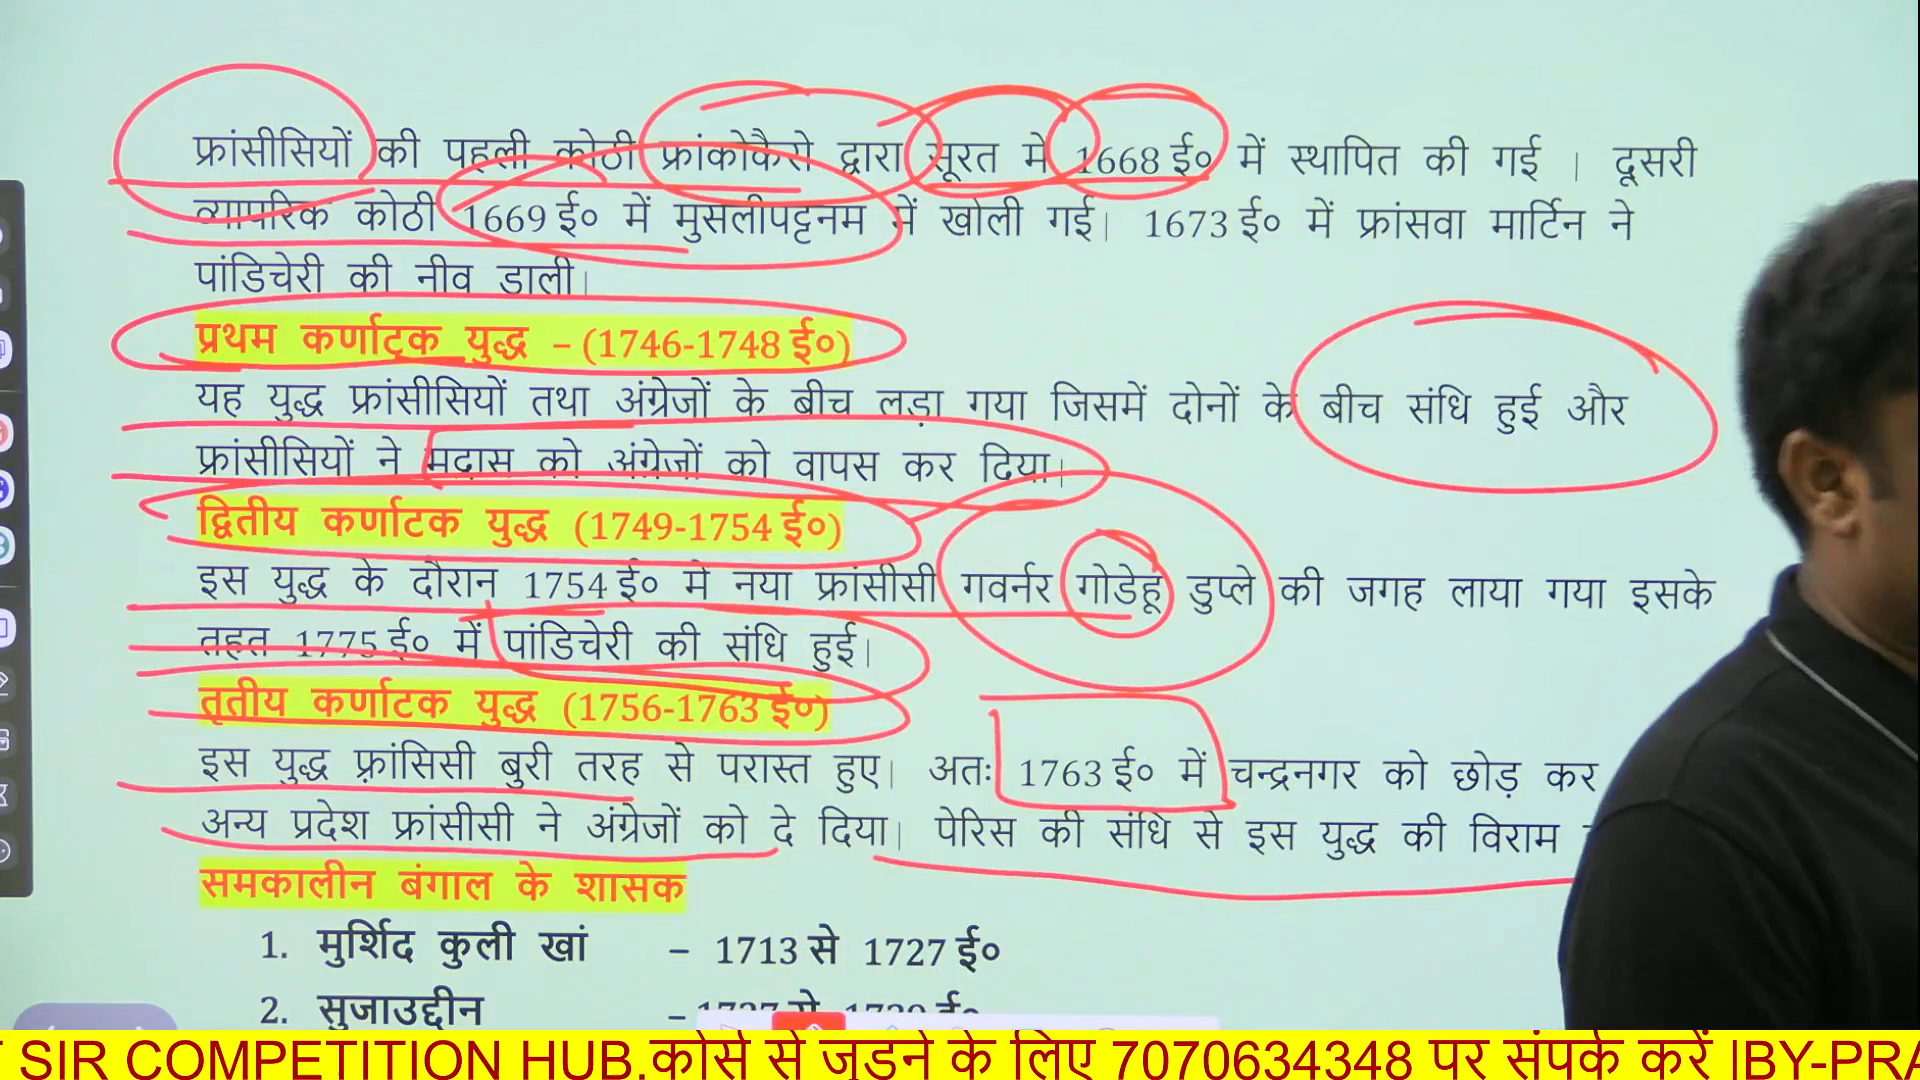 फ्रांसीसियों की पहली कोठी फ्रांकोकैरो द्वारा सूरत में 1668 ई० में स्थापित की गई । दूसरी
व्यापरिक कोठी 1669 ई० में मुसलीपट्टनम में खोली गई। 1673 ई० में फ्रांसवा मार्टिन ने
पांडिचेरी की नीव डाली।
प्रथम कर्णाटक युद्ध – (1746-1748 ई०)
यह युद्ध फ्रांसीसियों तथा अंग्रेजों के बीच लड़ा गया जिसमें दोनों के बीच संधि हुई और
फ्रांसीसियों ने मद्रास को अंग्रेजों को वापस कर दिया।
द्वितीय कर्णाटक युद्ध (1749-1754 ई०)
इस युद्ध के दौरान 1754 ई० में नया फ्रांसीसी गवर्नर गोडेहू डुप्ले की जगह लाया गया इसके
तहत 1775 ई० में पांडिचेरी की संधि हुई।
तृतीय कर्णाटक युद्ध (1756-1763 ई०)
इस युद्ध फ़्रांसिसी बुरी तरह से परास्त हुए। अतः 1763 ई० में चन्द्रनगर को छोड़ कर
अन्य प्रदेश फ्रांसीसी ने अंग्रेजों को दे दिया। पेरिस की संधि से इस युद्ध की विराम
समकालीन बंगाल के शासक
1. मुर्शिद कुली खां – 1713 से 1727 ई०
2. सुजाउद्दीन –
SIR COMPETITION HUB.कोर्स से जुड़ने के लिए 7070634348 पर संपर्क करें |BY-PRA